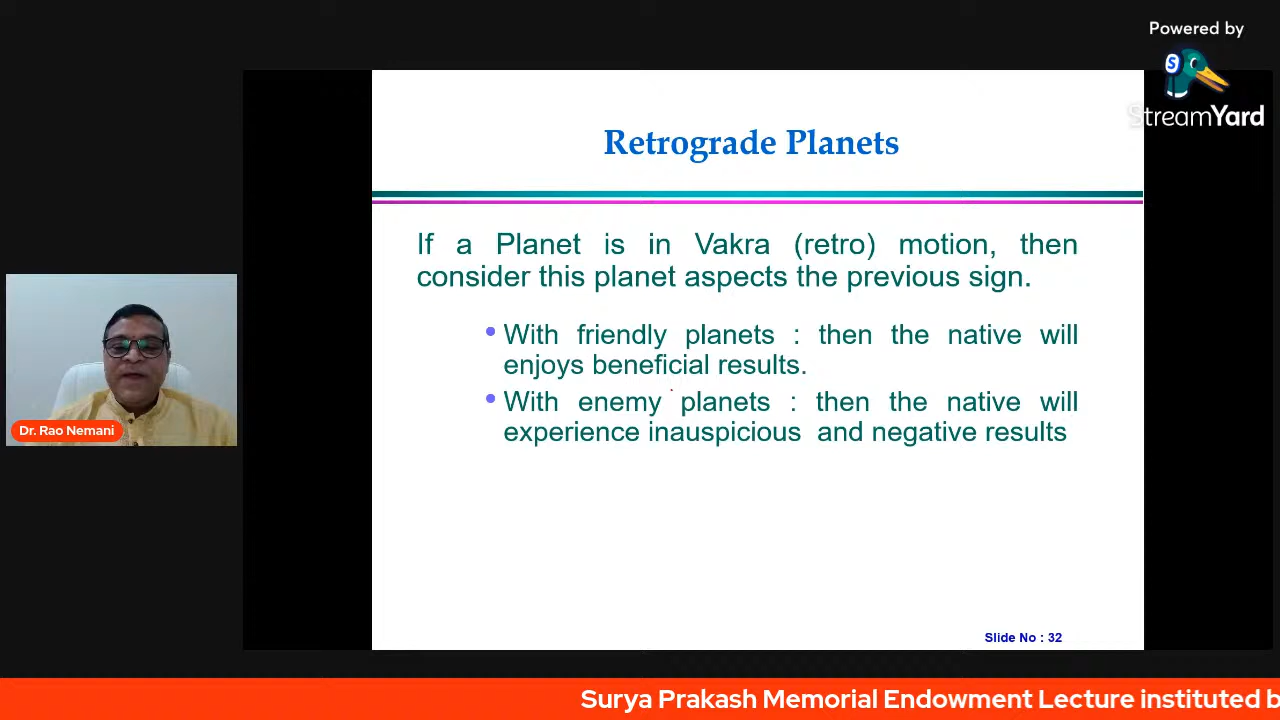 Powered by
S
StreamYard
Retrograde Planets
If a Planet is in Vakra (retro) motion, then
consider this planet aspects the previous sign.
• With friendly planets : then the native will
enjoys beneficial results.
• With enemy planets : then the native will
experience inauspicious and negative results
Dr. Rao Nemani
Slide No : 32
Surya Prakash Memorial Endowment Lecture instituted b